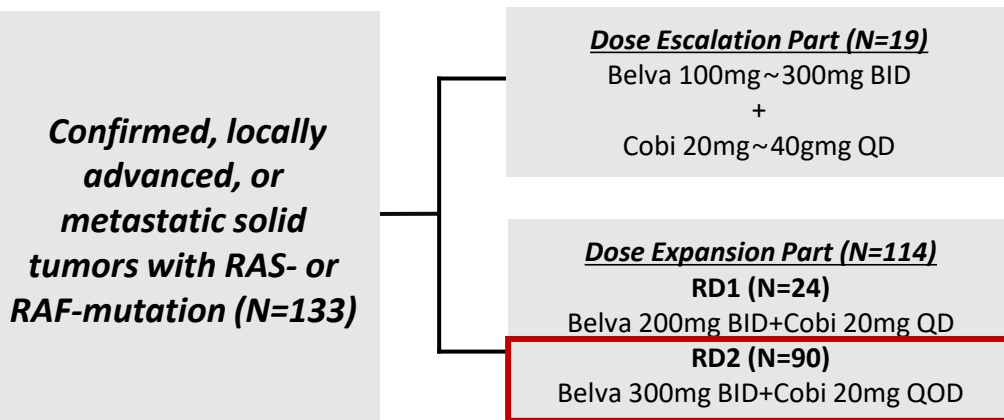 Confirmed, locally
advanced, or
metastatic solid
tumors with RAS- or
RAF-mutation (N=133)
Dose Escalation Part (N=19)
Belva 100mg~300mg BID
+
Cobi 20mg~40gmg QD
Dose Expansion Part (N=114)
RD1 (N=24)
Belva 200mg BID+Cobi 20mg QD
RD2 (N=90)
Belva 300mg BID+Cobi 20mg QOD